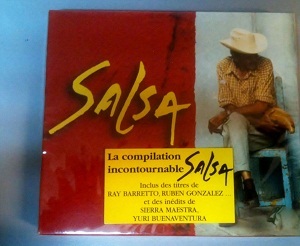 SALSA
La compilation
incontournable SALSA
Inclus des titres de
RAY BARRETTO, RUBEN GONZALEZ...
et des inédits de
SIERRA MAESTRA,
YURI BUENAVENTURA